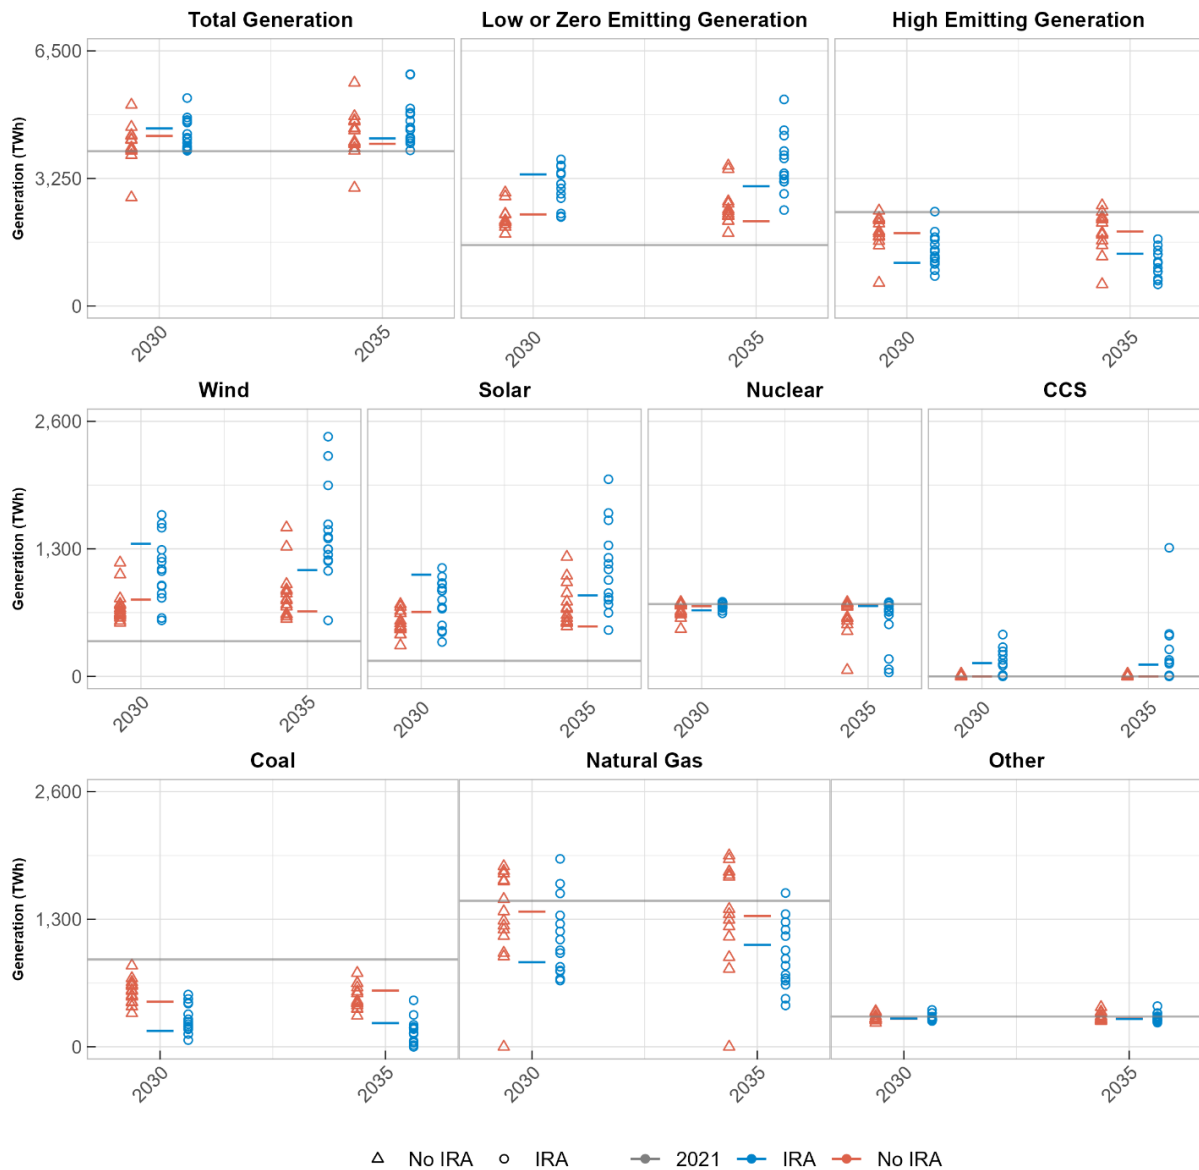 Total Generation
Low or Zero Emitting Generation
High Emitting Generation
Generation (TWh)
6,500
3,250
0
2030
2035
2030
2035
2030
2035
Wind
Solar
Nuclear
CCS
Generation (TWh)
2,600
1,300
0
2030
2035
2030
2035
2030
2035
2030
2035
Coal
Natural Gas
Other
Generation (TWh)
2,600
1,300
0
2030
2035
2030
2035
2030
2035
No IRA IRA 2021 IRA No IRA